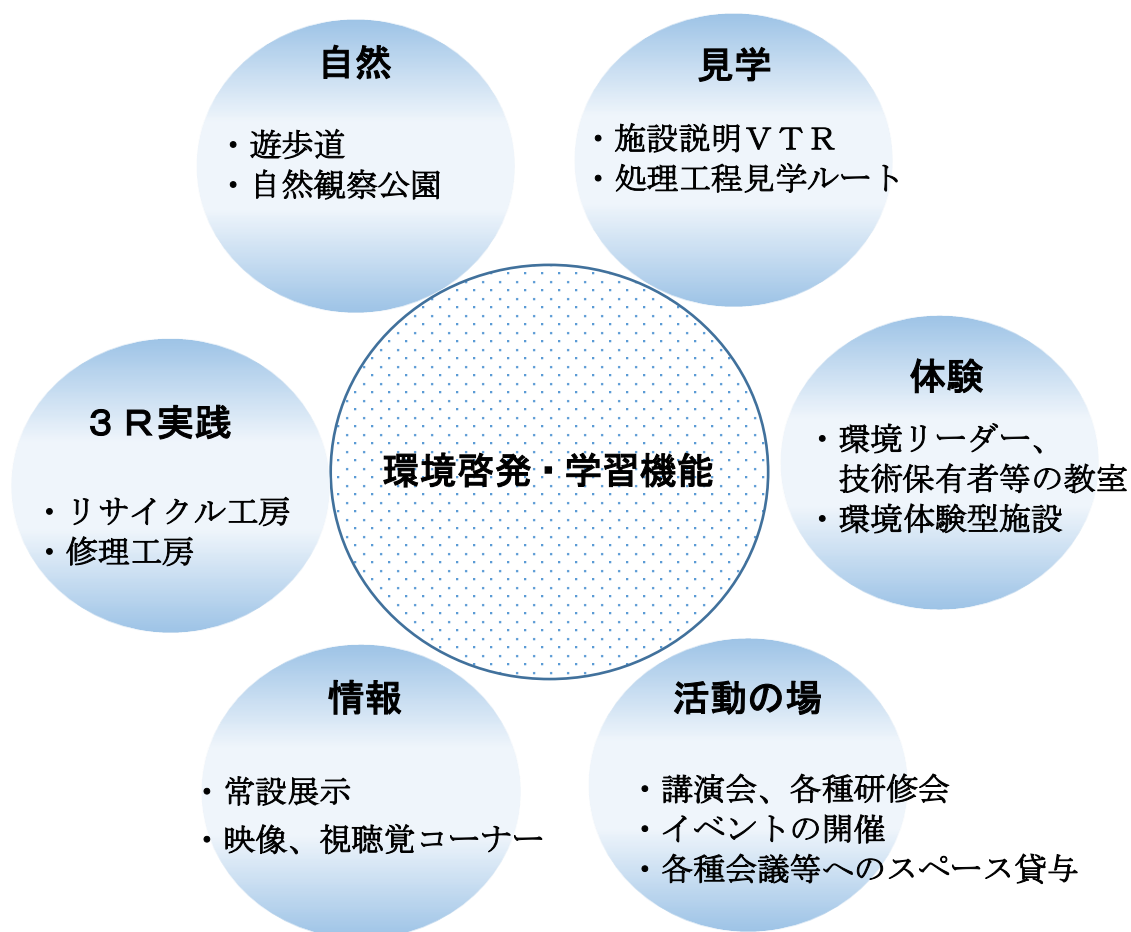 自然
・遊歩道
・自然観察公園
見学
・施設説明ＶＴＲ
・処理工程見学ルート
体験
・環境リーダー、
技術保有者等の教室
・環境体験型施設
３Ｒ実践
・リサイクル工房
・修理工房
環境啓発・学習機能
情報
・常設展示
・映像、視聴覚コーナー
活動の場
・講演会、各種研修会
・イベントの開催
・各種会議等へのスペース貸与